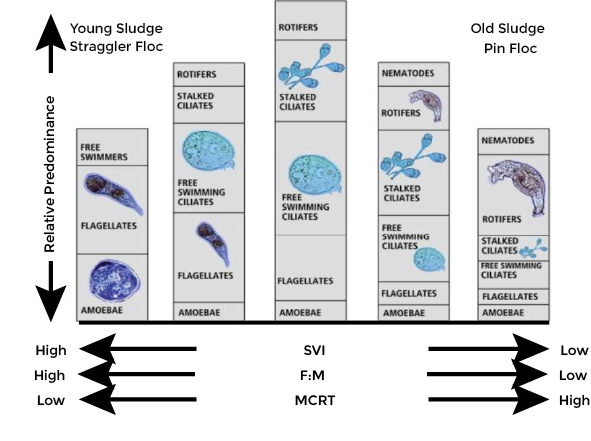 Young Sludge
Straggler Floc
Old Sludge
Pin Floc
Relative Predominance
FREE
SWIMMERS
FLAGELLATES
AMOEBAE
ROTIFERS
STALKED
CILIATES
FREE
SWIMMING
CILIATES
FLAGELLATES
AMOEBAE
ROTIFERS
STALKED
CILIATES
FREE
SWIMMING
CILIATES
FLAGELLATES
AMOEBAE
NEMATODES
ROTIFERS
STALKED
CILIATES
FREE
SWIMMING
CILIATES
FLAGELLATES
AMOEBAE
NEMATODES
ROTIFERS
STALKED
CILIATES
FREE SWIMMING
CILIATES
FLAGELLATES
AMOEBAE
High SVI Low
High F:M Low
Low MCRT High